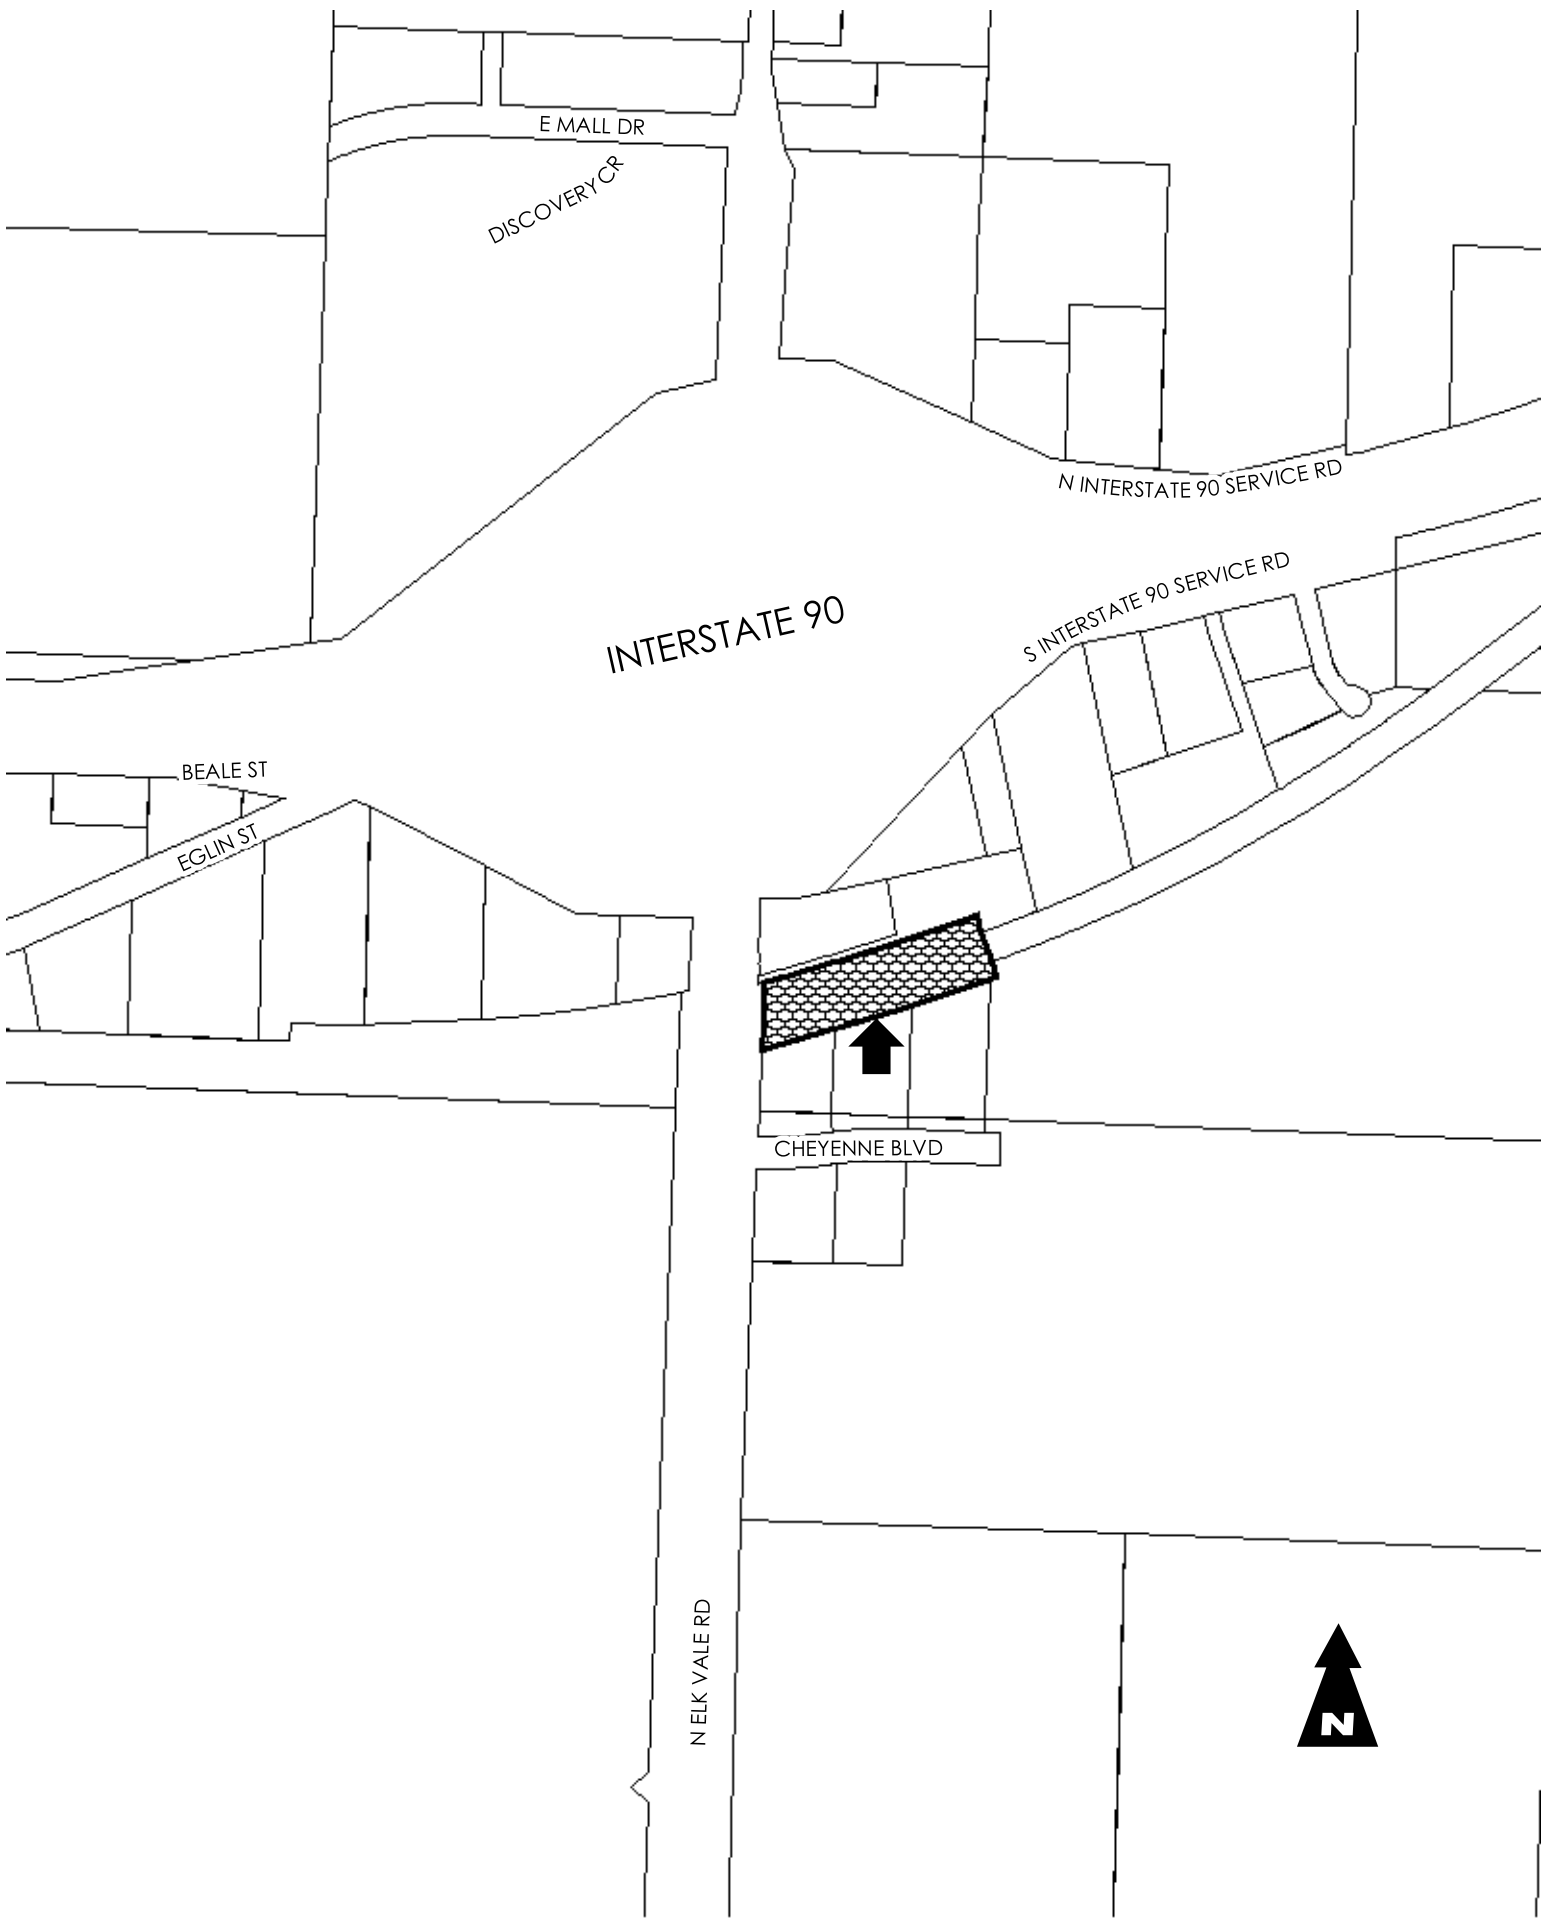 E MALL DR
DISCOVERY CR
N INTERSTATE 90 SERVICE RD
S INTERSTATE 90 SERVICE RD
INTERSTATE 90
BEALE ST
EGLIN ST
CHEYENNE BLVD
N ELK VALE RD
N